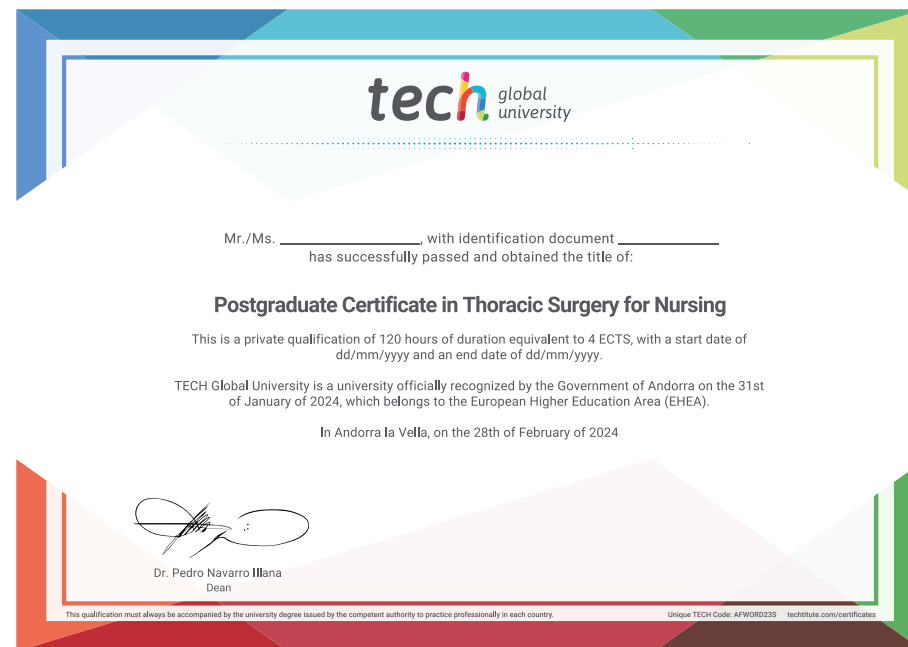 tech global university
Mr./Ms. ____________, with identification document ____________
has successfully passed and obtained the title of:
Postgraduate Certificate in Thoracic Surgery for Nursing
This is a private qualification of 120 hours of duration equivalent to 4 ECTS, with a start date of
dd/mm/yyyy and an end date of dd/mm/yyyy.
TECH Global University is a university officially recognized by the Government of Andorra on the 31st
of January of 2024, which belongs to the European Higher Education Area (EHEA).
In Andorra la Vella, on the 28th of February of 2024
Dr. Pedro Navarro Illana
Dean
This qualification must always be accompanied by the university degree issued by the competent authority to practice professionally in each country.
Unique TECH Code: AFWORD23S techtitute.com/certificates